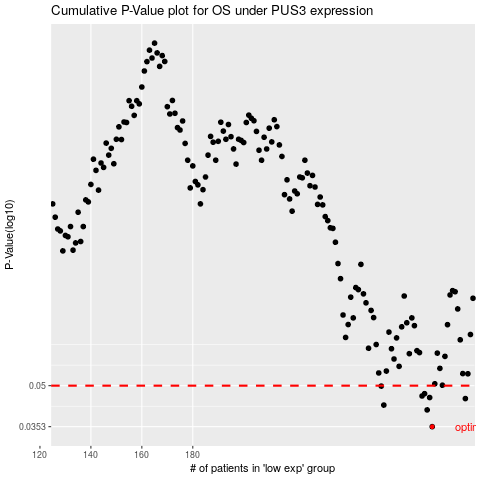 Cumulative P-Value plot for OS under PUS3 expression
P-Value(log10)
0.05
0.0353
optir
120 140 160 180
# of patients in 'low exp' group